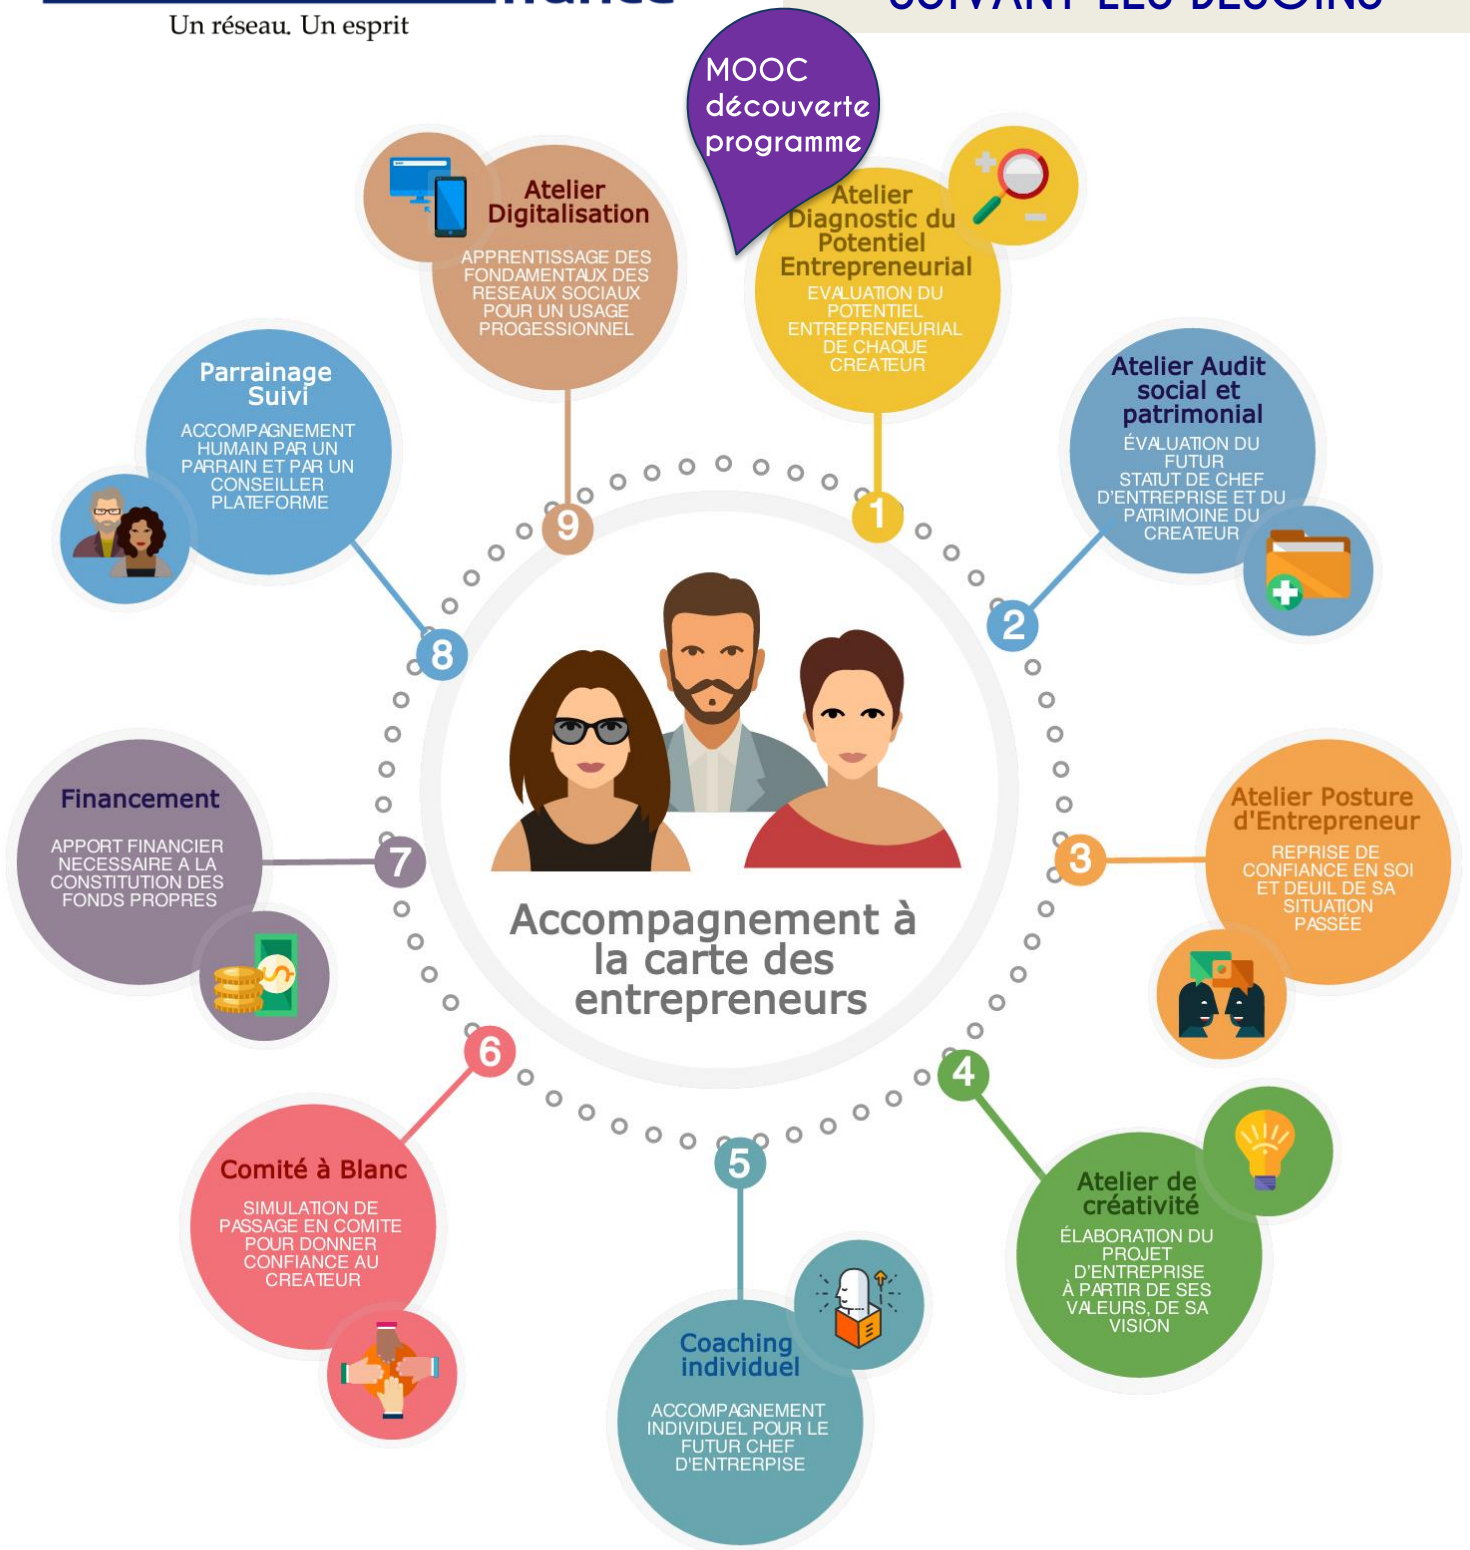 france
Un réseau. Un esprit
SUIVANT LES BESOINS
MOOC
découverte
programme
Atelier
Diagnostic du
Potentiel
Entrepreneurial
EVALUATION DU
POTENTIEL
ENTREPRENEURIAL
DE CHAQUE
CREATEUR
1
Atelier Audit
social et
patrimonial
ÉVALUATION DU
FUTUR
STATUT DE CHEF
D'ENTREPRISE ET DU
PATRIMOINE DU
CREATEUR
2
Atelier Posture
d'Entrepreneur
REPRISE DE
CONFIANCE EN SOI
ET DEUIL DE SA
SITUATION
PASSÉE
3
Atelier de
créativité
ÉLABORATION DU
PROJET
D'ENTREPRISE
À PARTIR DE SES
VALEURS, DE SA
VISION
4
Coaching
individuel
ACCOMPAGNEMENT
INDIVIDUEL POUR LE
FUTUR CHEF
D'ENTRERPISE
5
Comité à Blanc
SIMULATION DE
PASSAGE EN COMITE
POUR DONNER
CONFIANCE AU
CREATEUR
6
Financement
APPORT FINANCIER
NECESSAIRE A LA
CONSTITUTION DES
FONDS PROPRES
7
Parrainage
Suivi
ACCOMPAGNEMENT
HUMAIN PAR UN
PARRAIN ET PAR UN
CONSEILLER
PLATEFORME
8
Atelier
Digitalisation
APPRENTISSAGE DES
FONDAMENTAUX DES
RESEAUX SOCIAUX
POUR UN USAGE
PROGESSIONNEL
9
Accompagnement à
la carte des
entrepreneurs